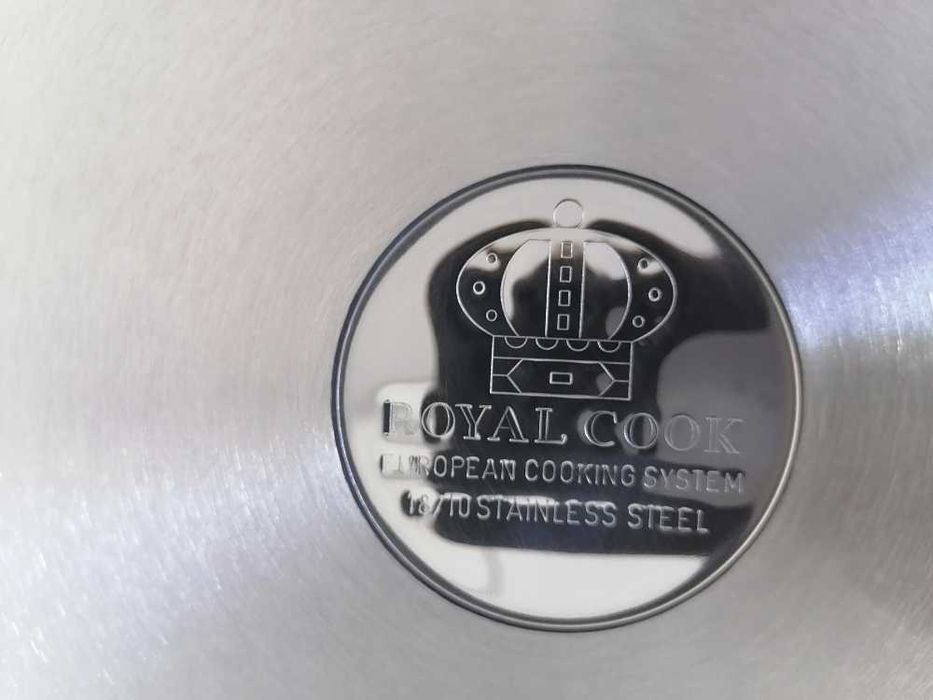 ROYAL COOK
EUROPEAN COOKING SYSTEM
18/10 STAINLESS STEEL